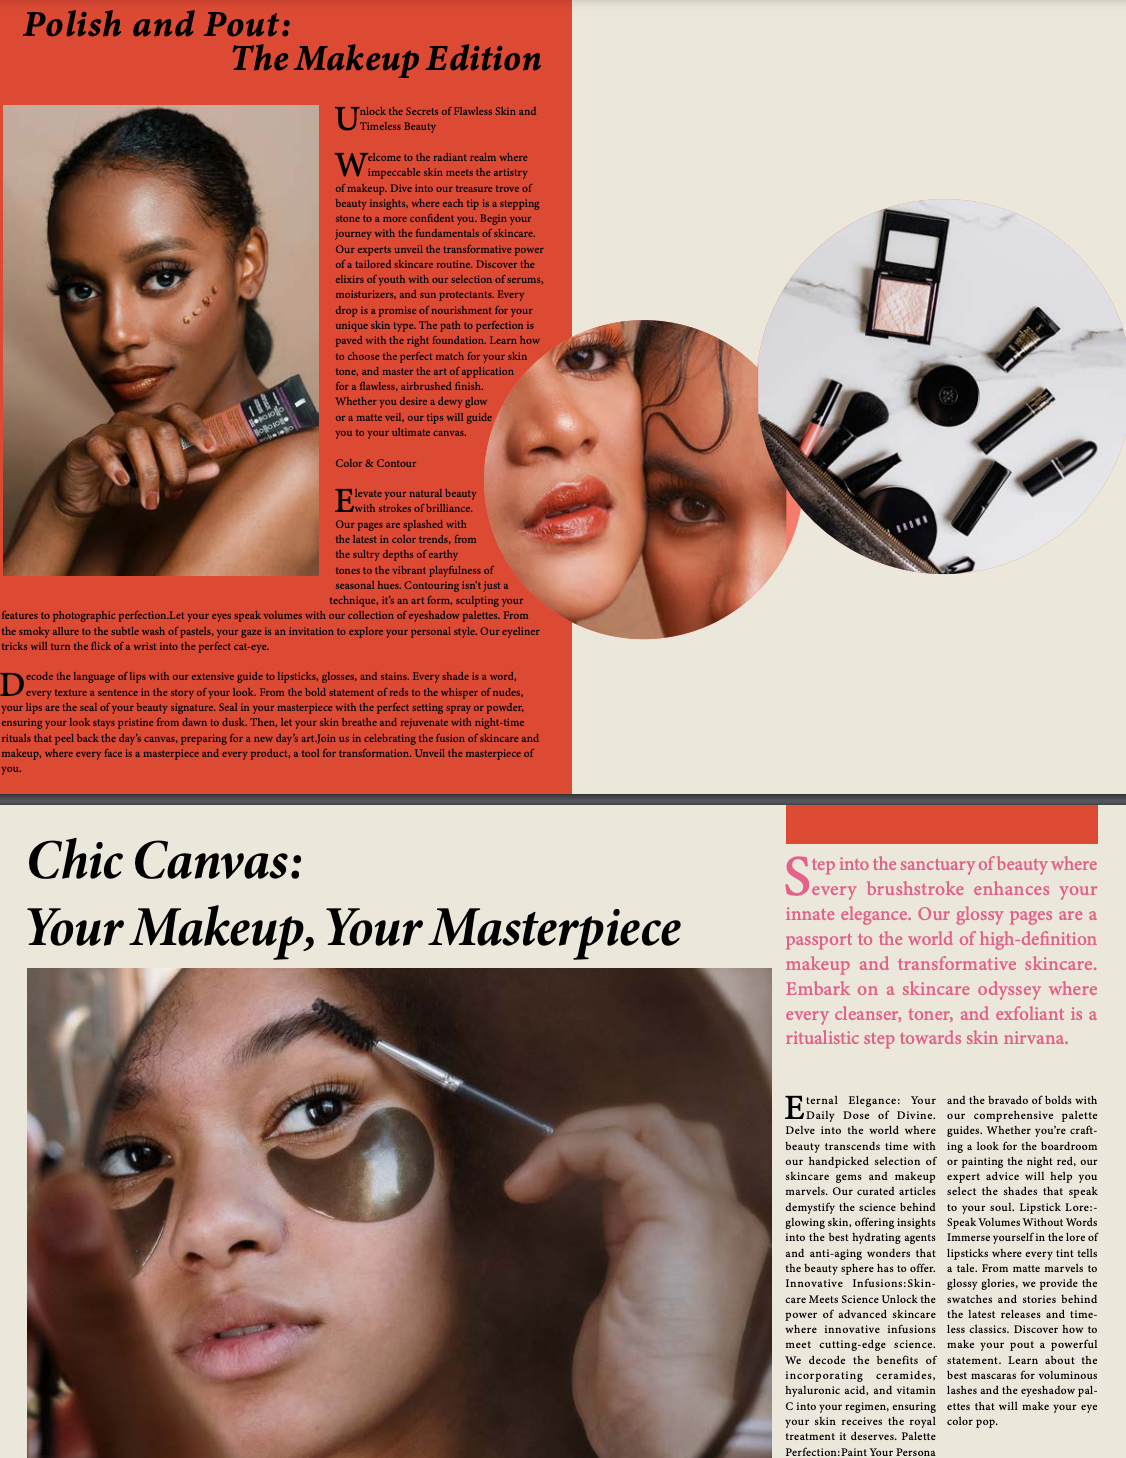 Polish and Pout:
The Makeup Edition
Unlock the Secrets of Flawless Skin and
Timeless Beauty
Welcome to the radiant realm where
impeccable skin meets the artistry
of makeup. Dive into our treasure trove of
beauty insights, where each tip is a stepping
stone to a more confident you. Begin your
journey with the fundamentals of skincare.
Our experts unveil the transformative power
of a tailored skincare routine. Discover the
elixirs of youth with our selection of serums,
moisturizers, and sun protectants. Every
drop is a promise of nourishment for your
unique skin type. The path to perfection is
paved with the right foundation. Learn how
to choose the perfect match for your skin
tone, and master the art of application
for a flawless, airbrushed finish.
Whether you desire a dewy glow
or a matte veil, our tips will guide
you to your ultimate canvas.
Color & Contour
Elevate your natural beauty
with strokes of brilliance.
Our pages are splashed with
the latest in color trends, from
the sultry depths of earthy
tones to the vibrant playfulness of
seasonal hues. Contouring isn't just a
technique, it's an art form, sculpting your
features to photographic perfection.Let your eyes speak volumes with our collection of eyeshadow palettes. From
the smoky allure to the subtle wash of pastels, your gaze is an invitation to explore your personal style. Our eyeliner
tricks will turn the flick of a wrist into the perfect cat-eye.
Decode the language of lips with our extensive guide to lipsticks, glosses, and stains. Every shade is a word,
every texture a sentence in the story of your look. From the bold statement of reds to the whisper of nudes,
your lips are the seal of your beauty signature. Seal in your masterpiece with the perfect setting spray or powder,
ensuring your look stays pristine from dawn to dusk. Then, let your skin breathe and rejuvenate with night-time
rituals that peel back the day's canvas, preparing for a new day's art.Join us in celebrating the fusion of skincare and
makeup, where every face is a masterpiece and every product, a tool for transformation. Unveil the masterpiece of
you.
BROWN
Chic Canvas:
Your Makeup, Your Masterpiece
Step into the sanctuary of beauty where
every brushstroke enhances your
innate elegance. Our glossy pages are a
passport to the world of high-definition
makeup and transformative skincare.
Embark on a skincare odyssey where
every cleanser, toner, and exfoliant is a
ritualistic step towards skin nirvana.
Eternal Elegance: Your
Daily Dose of Divine.
Delve into the world where
beauty transcends time with
our handpicked selection of
skincare gems and makeup
marvels. Our curated articles
demystify the science behind
glowing skin, offering insights
into the best hydrating agents
and anti-aging wonders that
the beauty sphere has to offer.
Innovative Infusions:Skin-
care Meets Science Unlock the
power of advanced skincare
where innovative infusions
meet cutting-edge science.
We decode the benefits of
incorporating ceramides,
hyaluronic acid, and vitamin
C into your regimen, ensuring
your skin receives the royal
treatment it deserves. Palette
Perfection:Paint Your Persona
and the bravado of bolds with
our comprehensive palette
guides. Whether you're craft-
ing a look for the boardroom
or painting the night red, our
expert advice will help you
select the shades that speak
to your soul. Lipstick Lore:-
Speak Volumes Without Words
Immerse yourself in the lore of
lipsticks where every tint tells
a tale. From matte marvels to
glossy glories, we provide the
swatches and stories behind
the latest releases and time-
less classics. Discover how to
make your pout a powerful
statement. Learn about the
best mascaras for voluminous
lashes and the eyeshadow pal-
ettes that will make your eye
color pop.